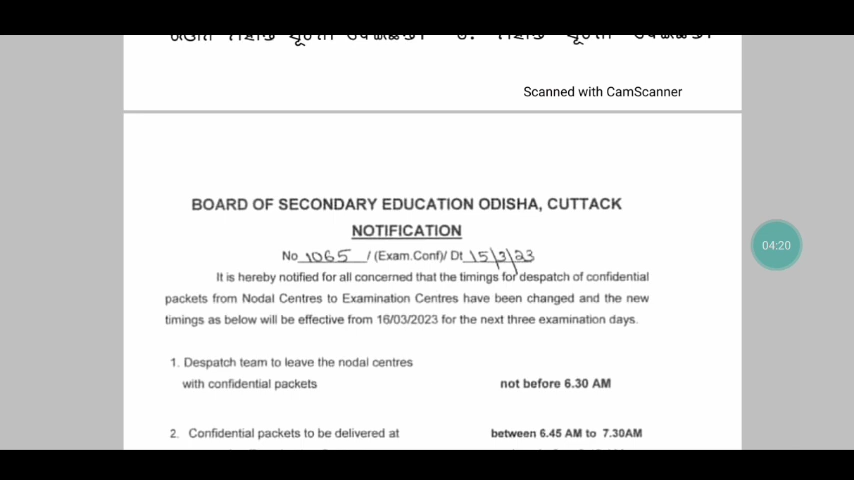 Scanned with CamScanner
BOARD OF SECONDARY EDUCATION ODISHA, CUTTACK
NOTIFICATION
No 1065 / (Exam.Conf)/ Dt 15/3/23
04:20
It is hereby notified for all concerned that the timings for despatch of confidential
packets from Nodal Centres to Examination Centres have been changed and the new
timings as below will be effective from 16/03/2023 for the next three examination days.
1. Despatch team to leave the nodal centres
with confidential packets not before 6.30 AM
2. Confidential packets to be delivered at between 6.45 AM to 7.30AM